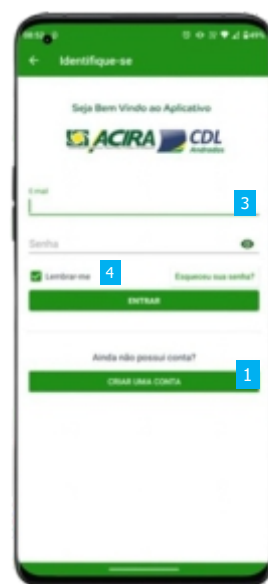 Identifique-se
Seja Bem Vindo ao Aplicativo
ACIRA CDL
Andradas
E-mail
3
Senha
Lembrar-me 4 Esqueceu sua senha?
ENTRAR
Ainda não possui conta?
CRIAR UMA CONTA 1